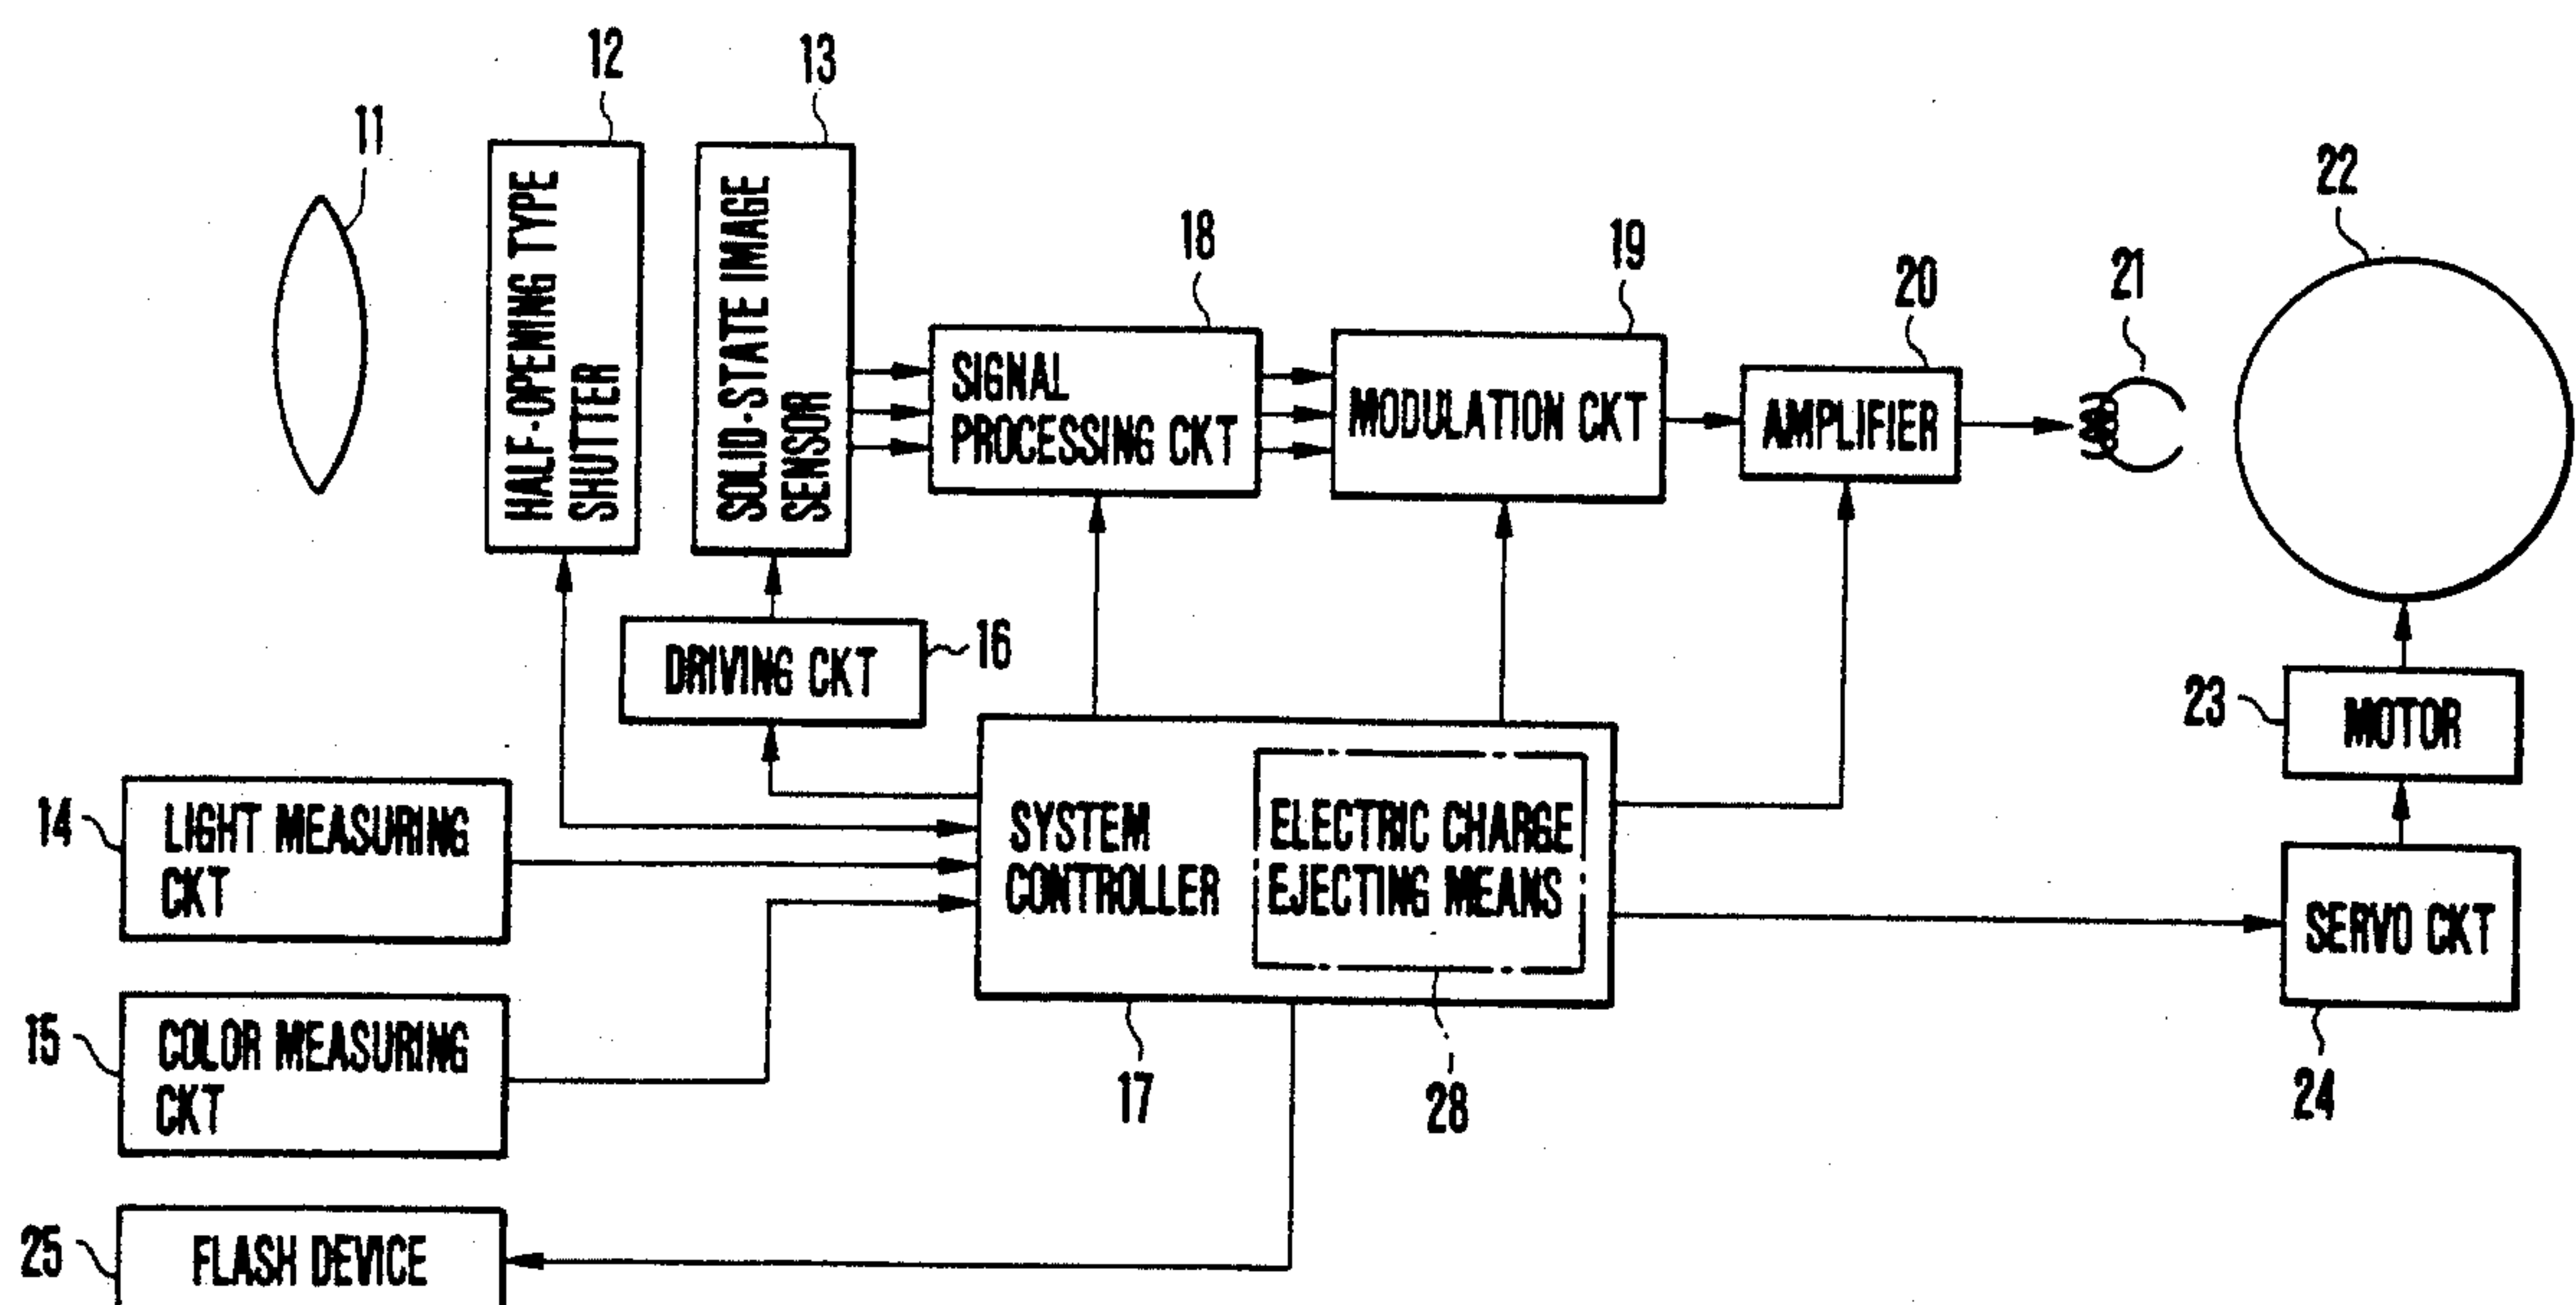 11
12
13
HALF-OPENING TYPE
SHUTTER
SOLID-STATE IMAGE
SENSOR
18
SIGNAL
PROCESSING CKT
19
MODULATION CKT
20
AMPLIFIER
21
22
DRIVING CKT
16
23
MOTOR
14
LIGHT MEASURING
CKT
SYSTEM
CONTROLLER
ELECTRIC CHARGE
EJECTING MEANS
SERVO CKT
24
15
COLOR MEASURING
CKT
17
28
25
FLASH DEVICE